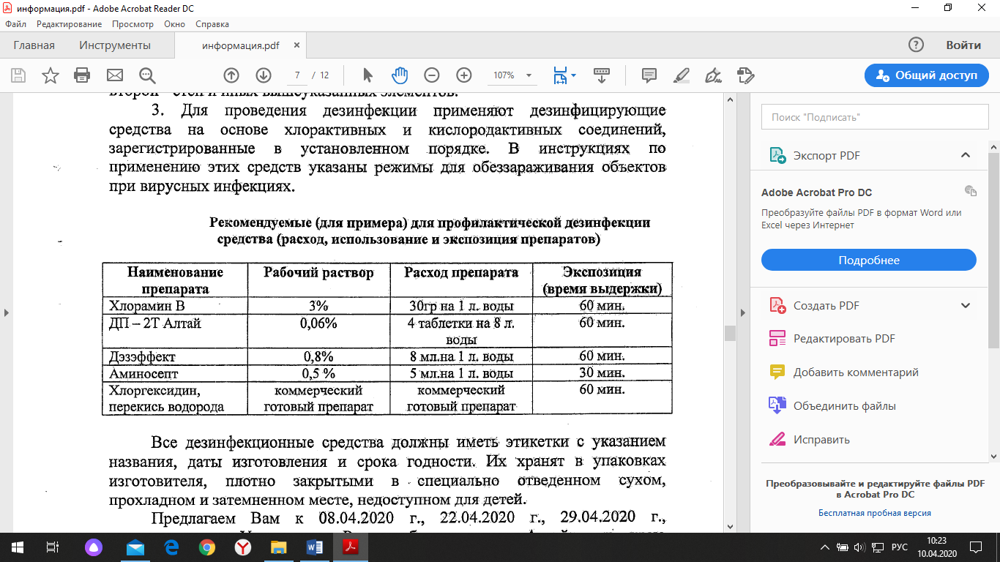 информация.pdf - Adobe Acrobat Reader DC
Файл Редактирование Просмотр Окно Справка
Главная Инструменты информация.pdf × Войти
7 / 12 107% Общий доступ
второй – стен и иных вышеуказанных элементов.
3. Для проведения дезинфекции применяют дезинфицирующие
средства на основе хлорактивных и кислородактивных соединений,
зарегистрированные в установленном порядке. В инструкциях по
применению этих средств указаны режимы для обеззараживания объектов
при вирусных инфекциях.
Рекомендуемые (для примера) для профилактической дезинфекции
средства (расход, использование и экспозиция препаратов)
Наименование препарата Рабочий раствор Расход препарата Экспозиция (время выдержки)
Хлорамин В 3% 30гр на 1 л. воды 60 мин.
ДП – 2Т Алтай 0,06% 4 таблетки на 8 л. воды 60 мин.
Дэзэффект 0,8% 8 мл.на 1 л. воды 60 мин.
Аминосепт 0,5 % 5 мл.на 1 л. воды 30 мин.
Хлоргексидин, перекись водорода коммерческий готовый препарат коммерческий готовый препарат 60 мин.
Все дезинфекционные средства должны иметь этикетки с указанием
названия, даты изготовления и срока годности. Их хранят в упаковках
изготовителя, плотно закрытыми в специально отведенном сухом,
прохладном и затемненном месте, недоступном для детей.
Предлагаем Вам к 08.04.2020 г., 22.04.2020 г., 29.04.2020 г.,
Поиск "Подписать"
Экспорт PDF
Adobe Acrobat Pro DC
Преобразуйте файлы PDF в формат Word или
Excel через Интернет
Подробнее
Создать PDF
Редактировать PDF
Добавить комментарий
Объединить файлы
Исправить
Преобразовывайте и редактируйте файлы PDF
в Acrobat Pro DC
Бесплатная пробная версия
РУС
10:23
10.04.2020